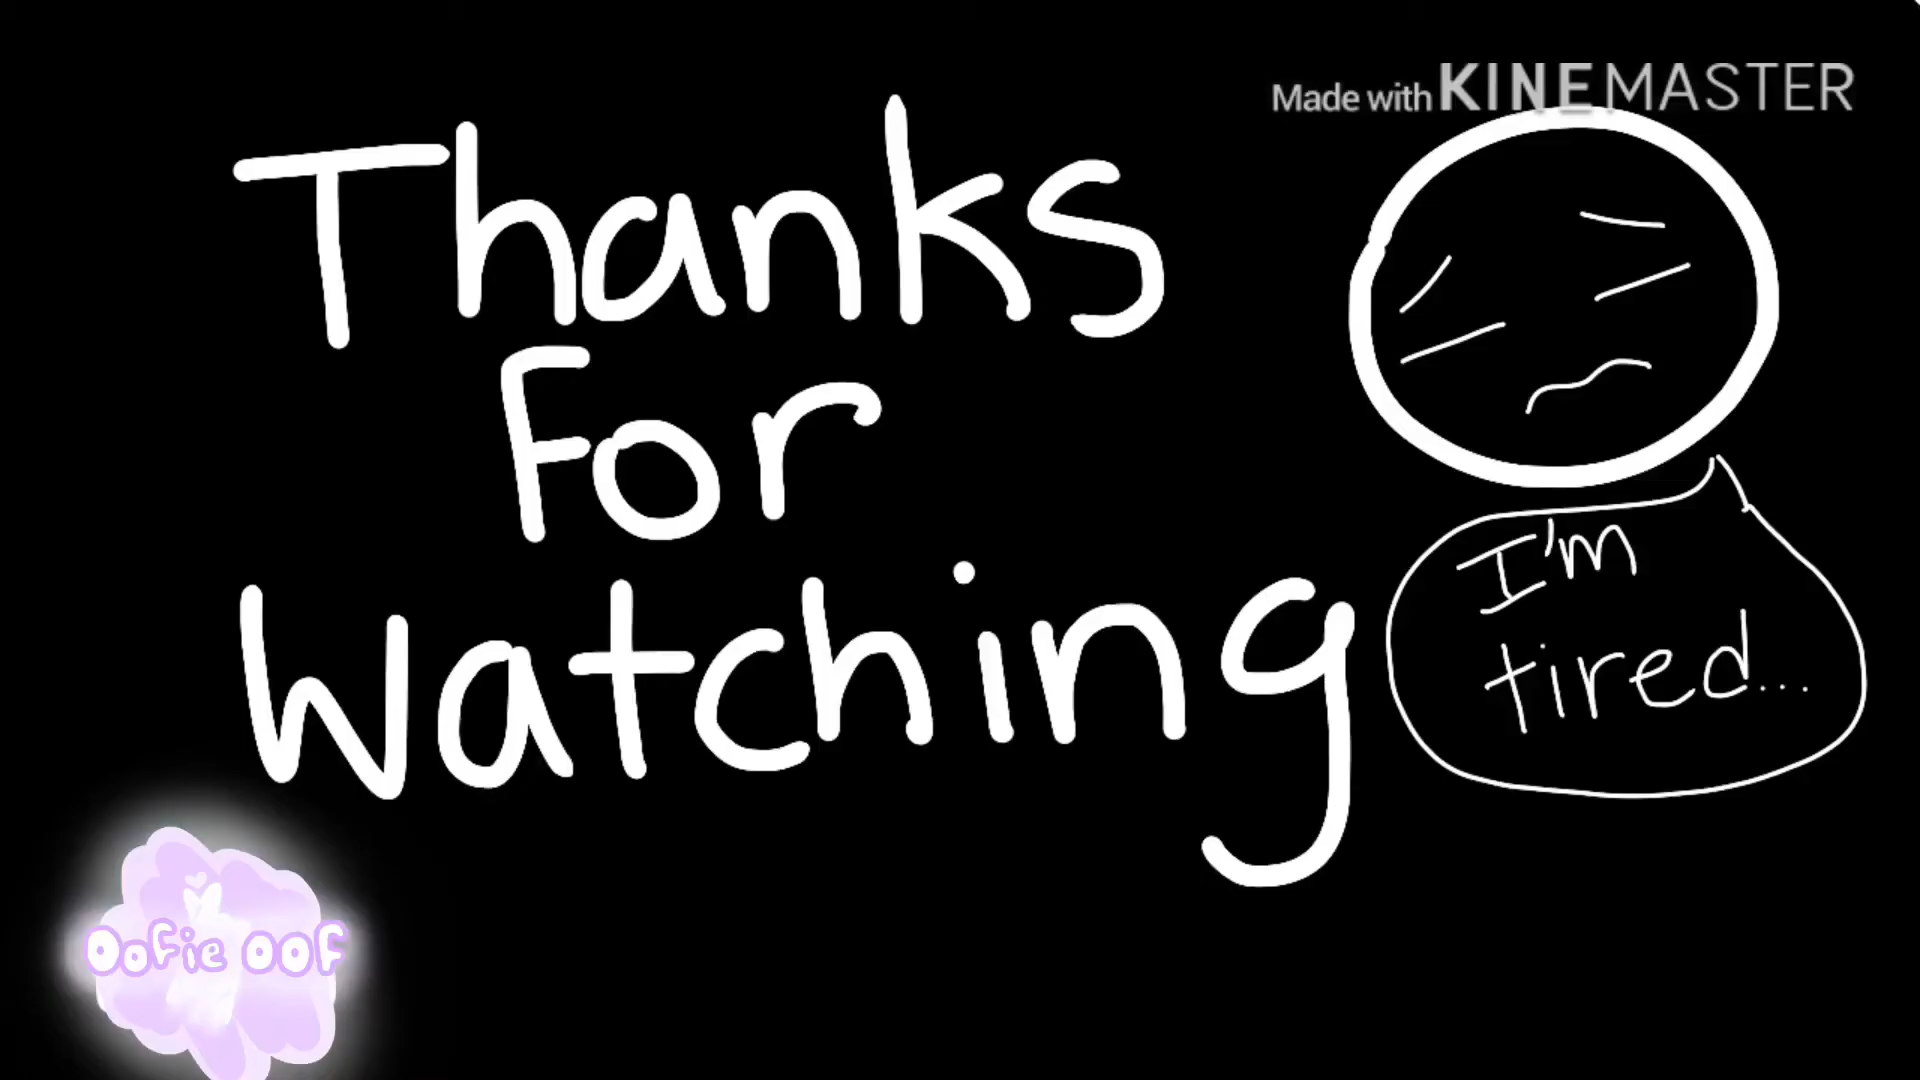 Made with KINEMASTER
Thanks
For
Watching
I'm
tired...
Oofie oof